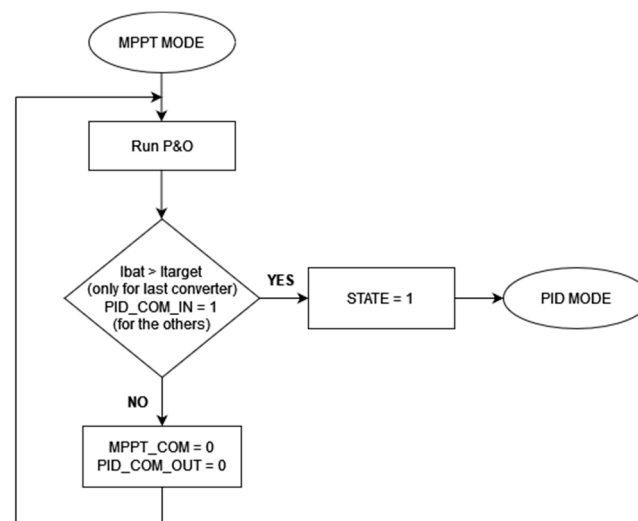 MPPT MODE
Run P&O
Ibat > Itarget
(only for last converter)
PID_COM_IN = 1
(for the others)
YES
STATE = 1
PID MODE
NO
MPPT_COM = 0
PID_COM_OUT = 0